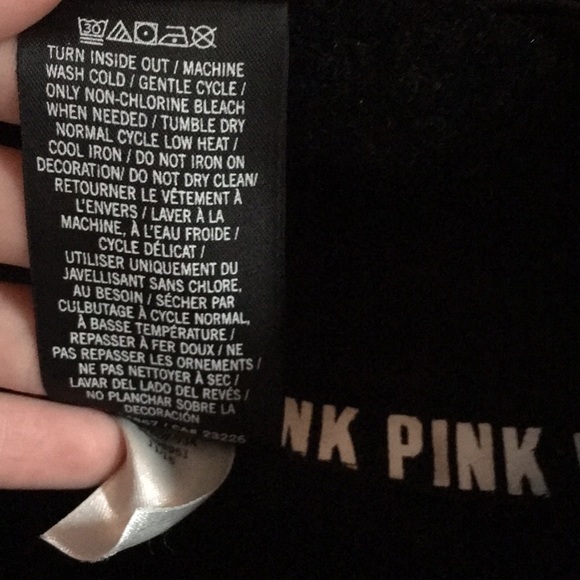 30
TURN INSIDE OUT / MACHINE
WASH COLD / GENTLE CYCLE /
ONLY NON-CHLORINE BLEACH
WHEN NEEDED / TUMBLE DRY
NORMAL CYCLE LOW HEAT /
COOL IRON / DO NOT IRON ON
DECORATION/ DO NOT DRY CLEAN/
RETOURNER LE VÊTEMENT À
L'ENVERS / LAVER À LA
MACHINE, À L'EAU FROIDE /
CYCLE DÉLICAT /
UTILISER UNIQUEMENT DU
JAVELLISANT SANS CHLORE,
AU BESOIN / SÉCHER PAR
CULBUTAGE À CYCLE NORMAL,
À BASSE TEMPÉRATURE /
REPASSER À FER DOUX / NE
PAS REPASSER LES ORNEMENTS /
NE PAS NETTOYER À SEC /
LAVAR DEL LADO DEL REVÉS /
NO PLANCHAR SOBRE LA
DECORACIÓN
23226
NK PINK